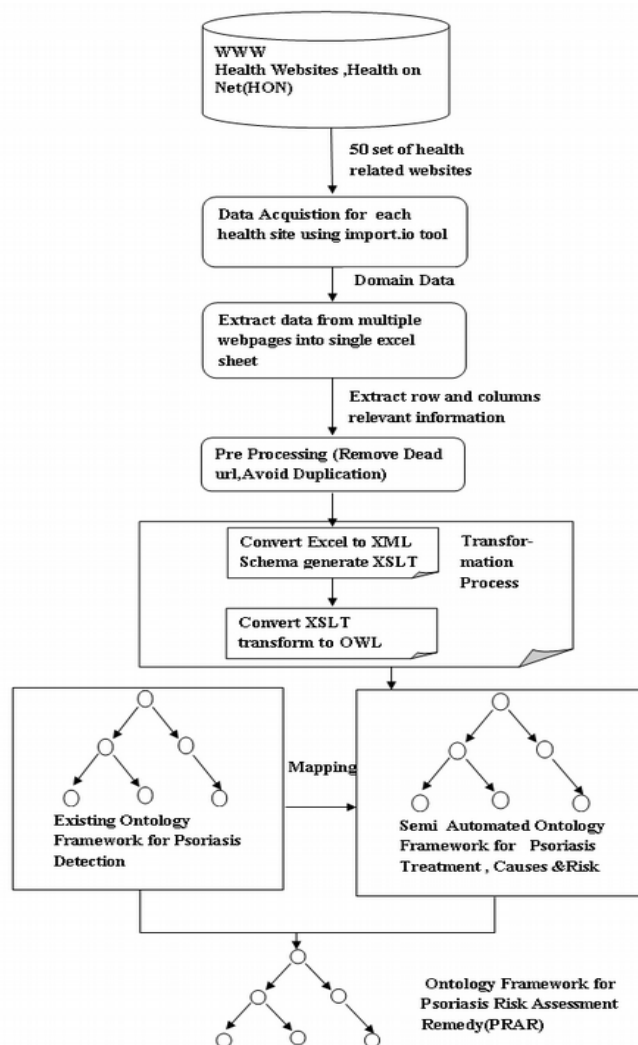 WWW
Health Websites ,Health on
Net(HON)
50 set of health
related websites
Data Acquistion for each
health site using import.io tool
Domain Data
Extract data from multiple
webpages into single excel
sheet
Extract row and columns
relevant information
Pre Processing (Remove Dead
url,Avoid Duplication)
Convert Excel to XML
Schema generate XSLT
Transfor-
mation
Process
Convert XSLT
transform to OWL
Mapping
Existing Ontology
Framework for Psoriasis
Detection
Semi Automated Ontology
Framework for Psoriasis
Treatment , Causes &Risk
Ontology Framework for
Psoriasis Risk Assessment
Remedy(PRAR)